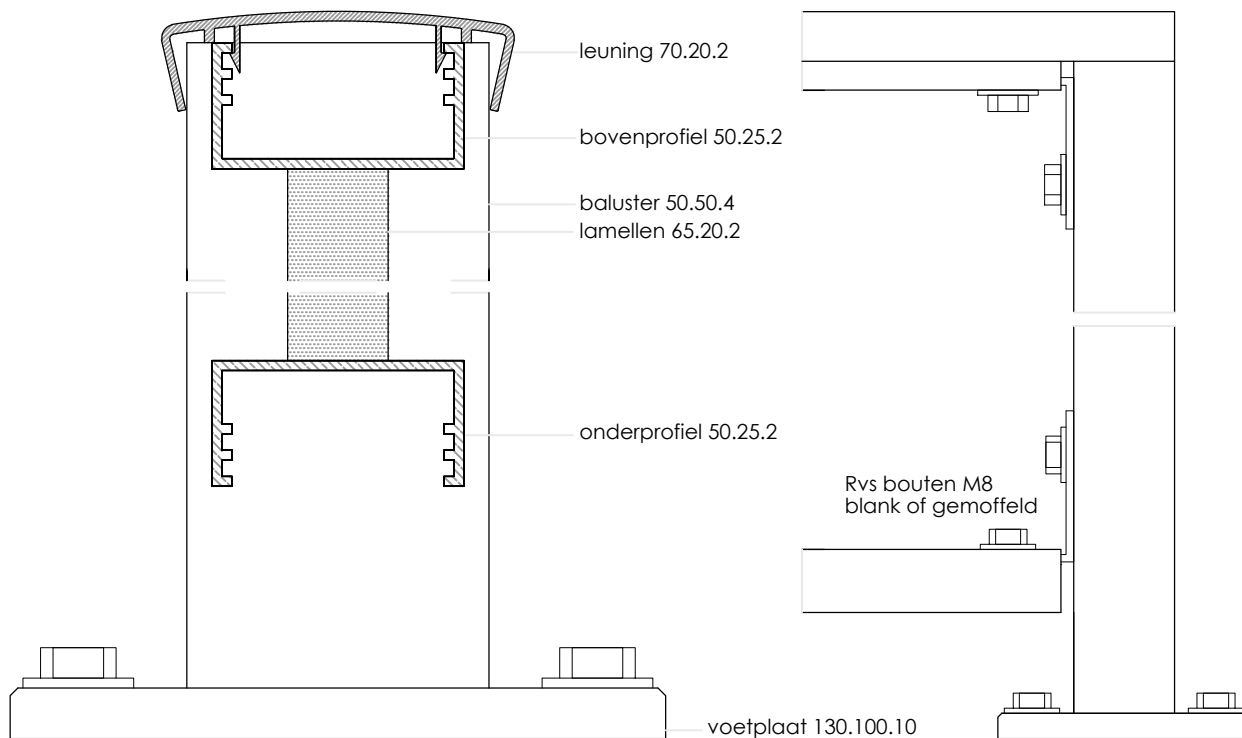 leuning 70.20.2
bovenprofiel 50.25.2
baluster 50.50.4
lamellen 65.20.2
onderprofiel 50.25.2
Rvs bouten M8
blank of gemoffeld
voetplaat 130.100.10